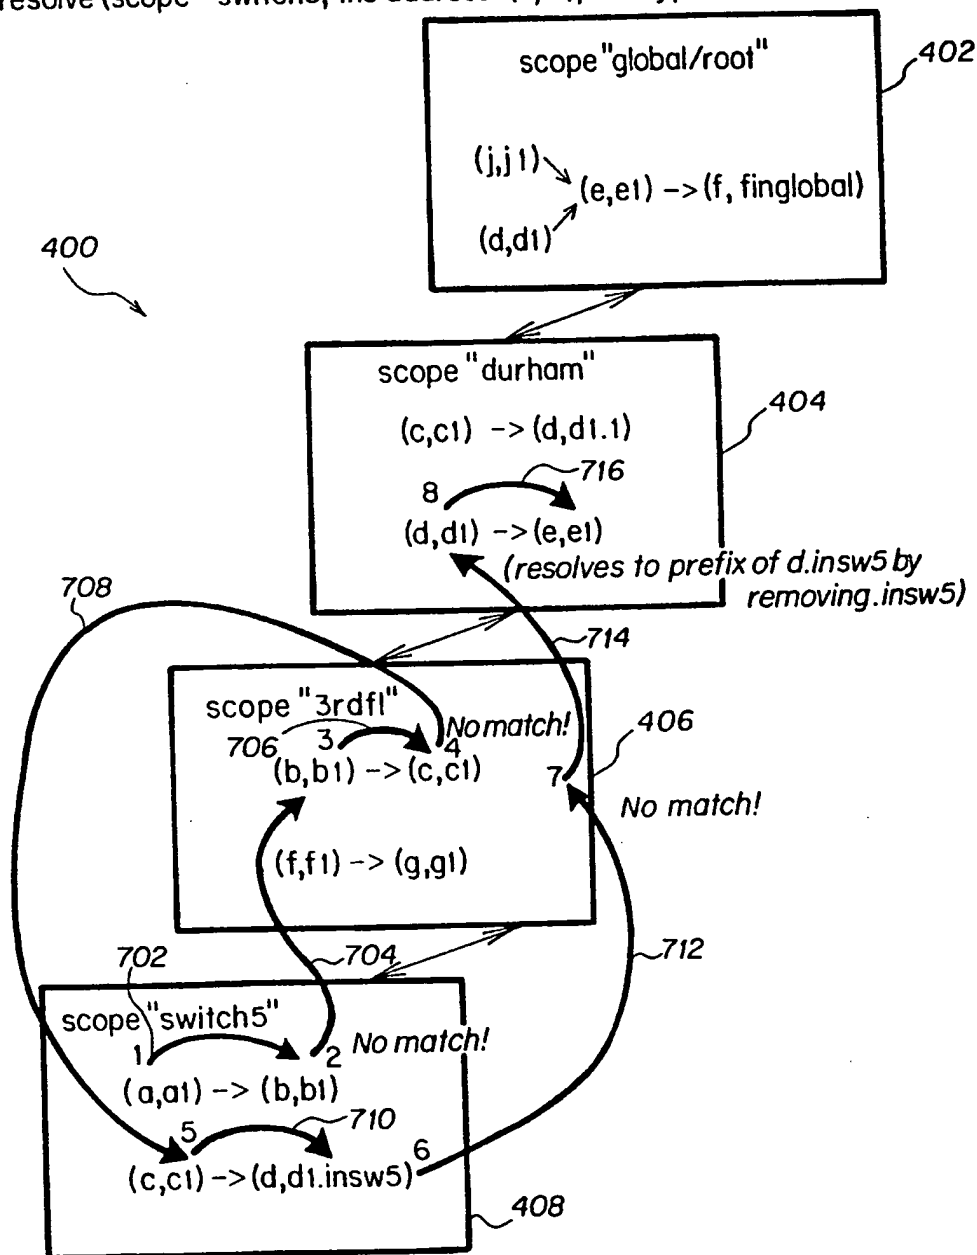 scope "global/root"
402
(j,j1)
(e,e1) -> (f, finglobal)
(d,d1)
400
scope "durham"
404
(c,c1) -> (d,d1.1)
716
8
(d,d1) -> (e,e1)
(resolves to prefix of d.insw5 by
removing.insw5)
708
714
scope "3rdfl"
No match!
406
706
3
4
(b,b1) -> (c,c1)
7
No match!
(f,f1) -> (g,g1)
702
704
712
scope "switch5"
1
2
No match!
(a,a1) -> (b,b1)
710
5
6
(c,c1) -> (d,d1.insw5)
408